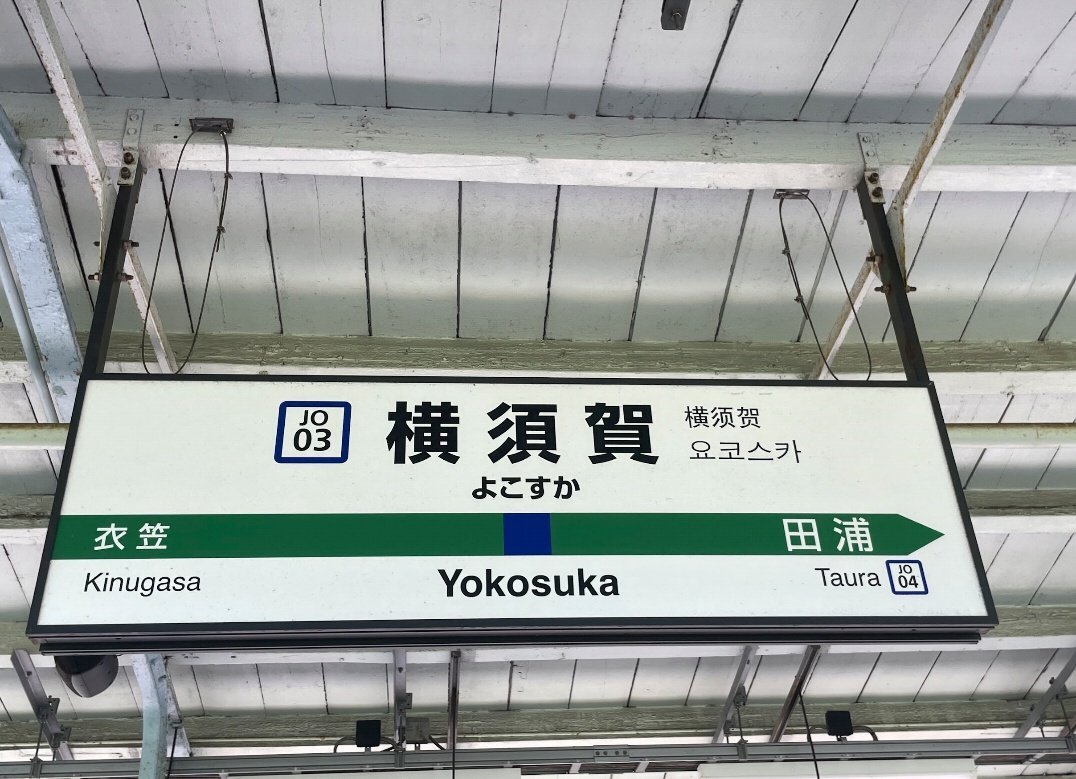 JO
03
横須賀
横须贺
요코스카
よこすか
衣笠
田浦
Kinugasa
Yokosuka
Taura
JO
04